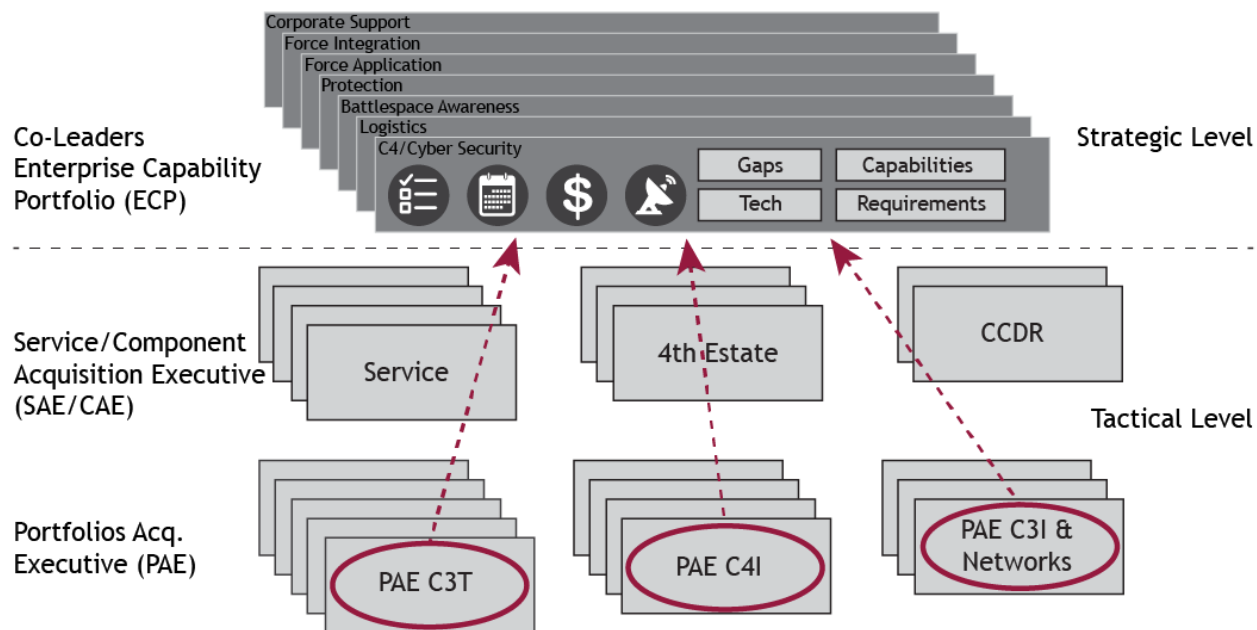 Corporate Support
Force Integration
Force Application
Protection
Battlespace Awareness
Logistics
C4/Cyber Security
$
Gaps
Capabilities
Tech
Requirements
Co-Leaders
Enterprise Capability
Portfolio (ECP)
Strategic Level
Service/Component
Acquisition Executive
(SAE/CAE)
Service
4th Estate
CCDR
Tactical Level
Portfolios Acq.
Executive (PAE)
PAE C3T
PAE C4I
PAE C3I &
Networks